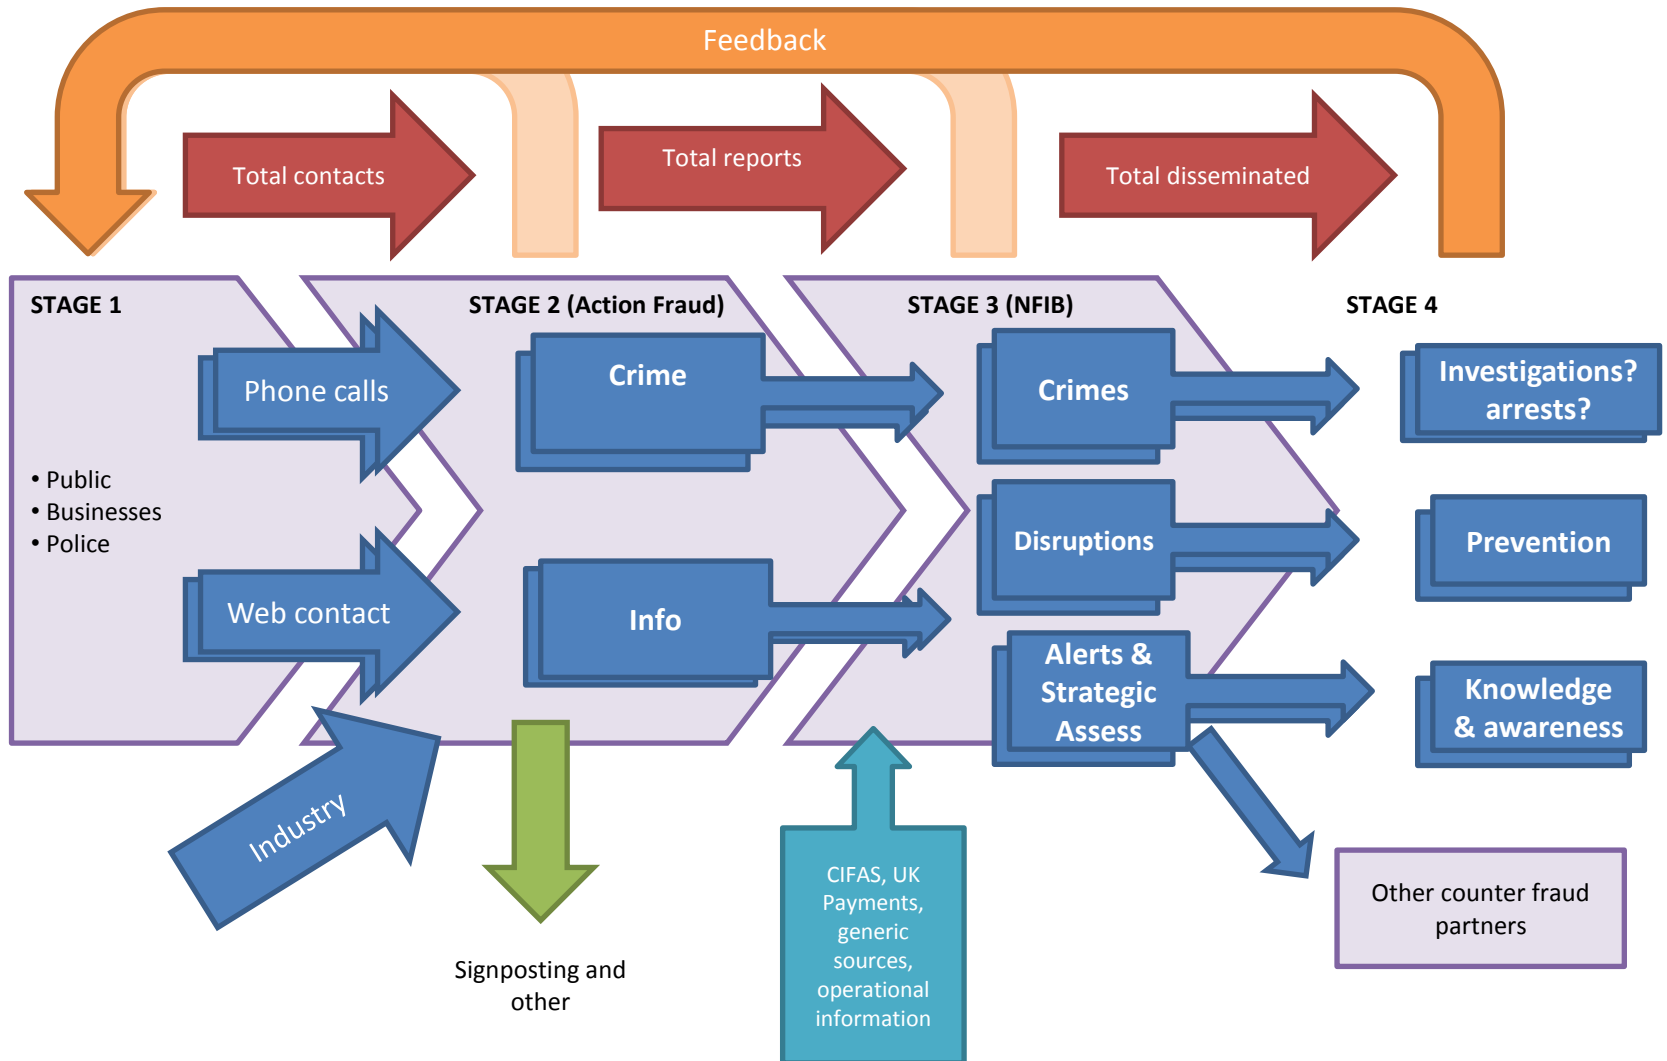 Feedback
Total contacts
Total reports
Total disseminated
STAGE 1
STAGE 2 (Action Fraud)
STAGE 3 (NFIB)
STAGE 4
Phone calls
Crime
Crimes
Investigations?
arrests?
• Public
• Businesses
• Police
Disruptions
Prevention
Web contact
Info
Alerts &
Strategic
Assess
Knowledge
& awareness
Industry
Signposting and
other
CIFAS, UK
Payments,
generic
sources,
operational
information
Other counter fraud
partners